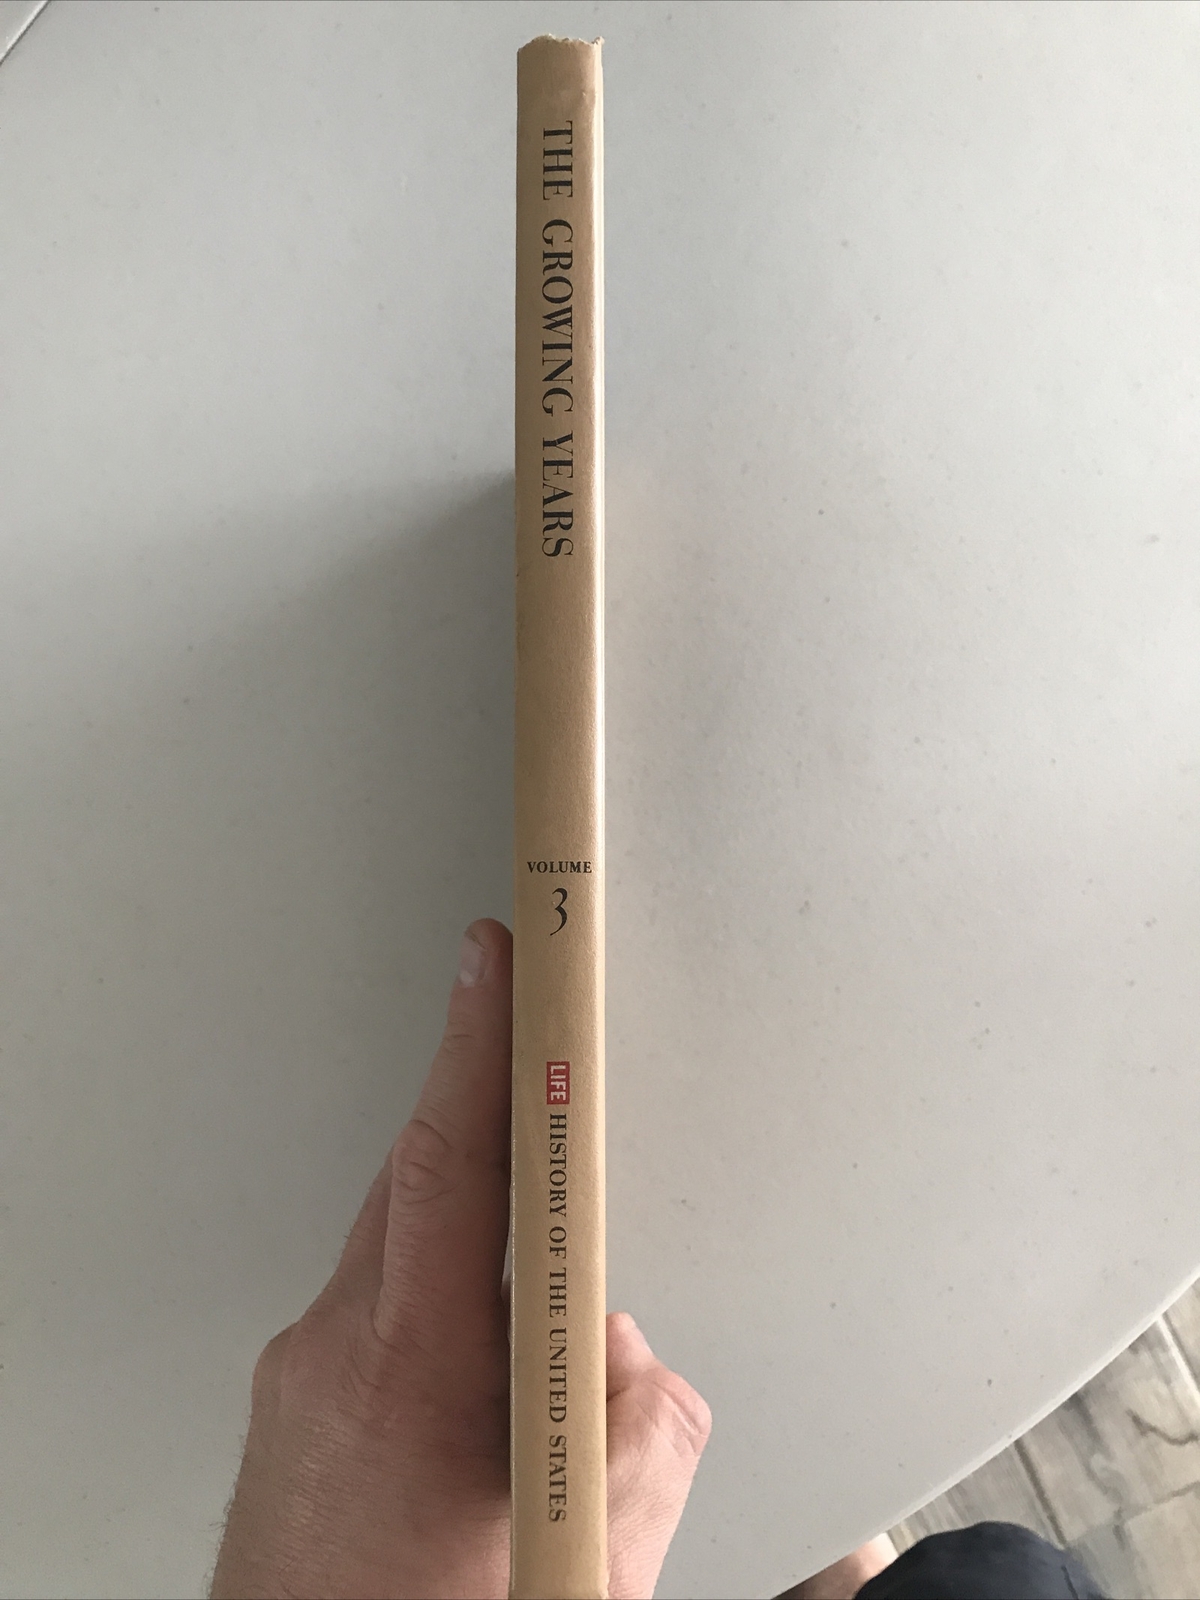 THE GROWING YEARS
VOLUME
3
LIFE HISTORY OF THE UNITED STATES